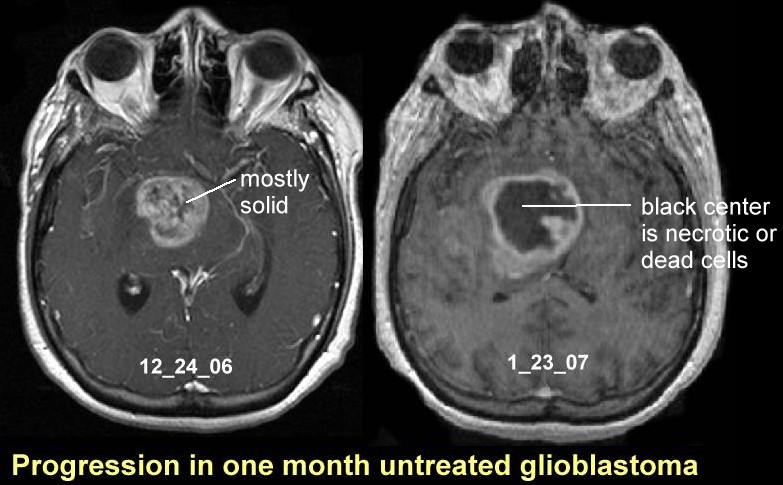 mostly
solid
black center
is necrotic or
dead cells
12_24_06
1_23_07
Progression in one month untreated glioblastoma